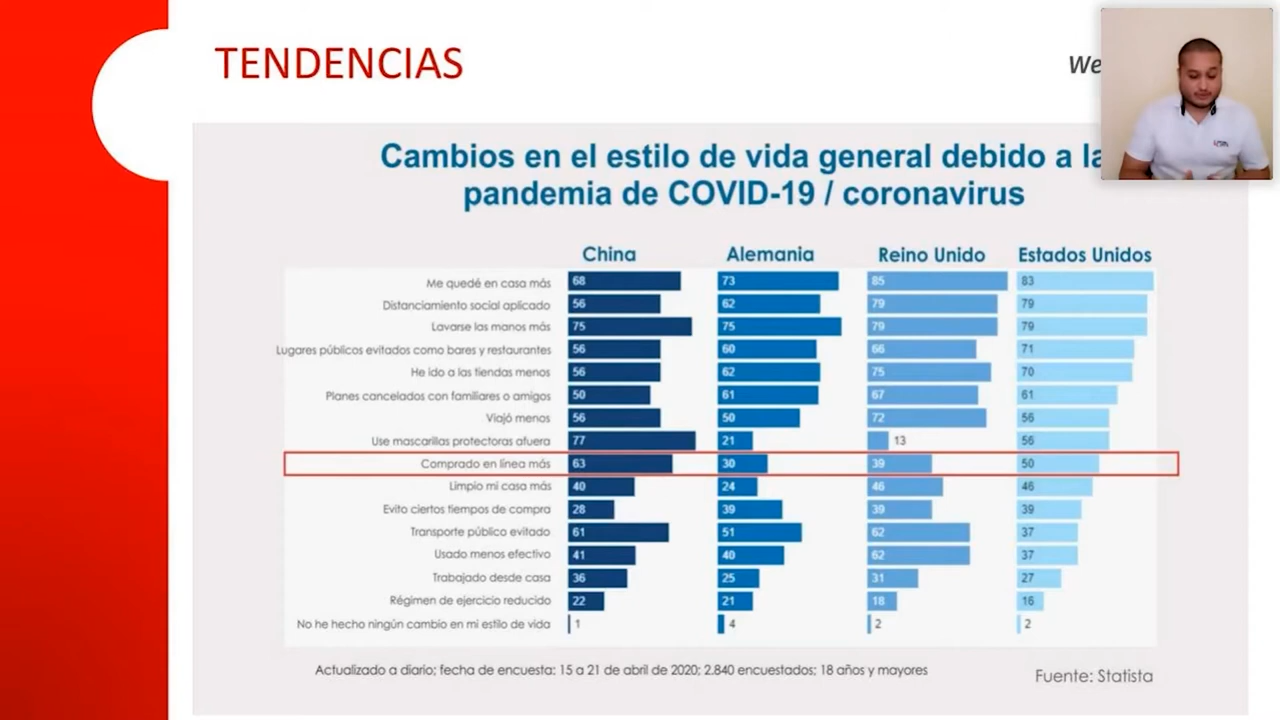 TENDENCIAS
We
Cambios en el estilo de vida general debido a la
pandemia de COVID-19 / coronavirus
China Alemania Reino Unido Estados Unidos
Me quedé en casa más 68 73 85 83
Distanciamiento social aplicado 56 62 79 79
Lavarse las manos más 75 75 79 79
Lugares públicos evitados como bares y restaurantes 56 60 66 71
He ido a las tiendas menos 56 62 75 70
Planes cancelados con familiares o amigos 50 61 67 61
Viajó menos 56 50 72 56
Use mascarillas protectoras afuera 77 21 13 56
Comprado en línea más 63 30 39 50
Limpio mi casa más 40 24 46 46
Evito ciertos tiempos de compra 28 39 39 39
Transporte público evitado 61 51 62 37
Usado menos efectivo 41 40 62 37
Trabajado desde casa 36 25 31 27
Régimen de ejercicio reducido 22 21 18 16
No he hecho ningún cambio en mi estilo de vida 1 4 2 2
Actualizado a diario; fecha de encuesta: 15 a 21 de abril de 2020; 2.840 encuestados; 18 años y mayores
Fuente: Statista